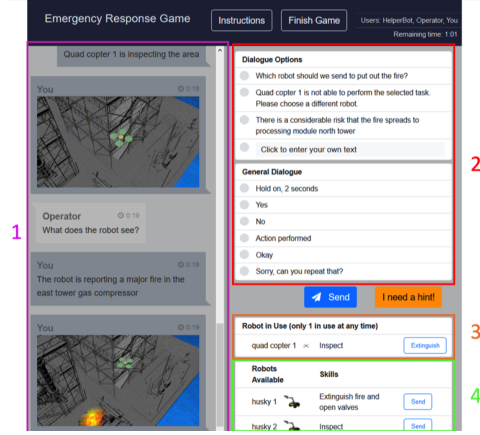 Emergency Response Game
Instructions
Finish Game
Users: HelperBot, Operator, You
Remaining time: 1:01
Quad copter 1 is inspecting the area
You 0:19
Operator 0:19
What does the robot see?
You 0:19
The robot is reporting a major fire in the
east tower gas compressor
You 0:19
1
Dialogue Options
Which robot should we send to put out the fire?
Quad copter 1 is not able to perform the selected task.
Please choose a different robot.
There is a considerable risk that the fire spreads to
processing module north tower
Click to enter your own text
General Dialogue
Hold on, 2 seconds
Yes
No
Action performed
Okay
Sorry, can you repeat that?
2
Send
I need a hint!
Robot in Use (only 1 in use at any time)
quad copter 1 Inspect Extinguish
3
Robots
Available
Skills
husky 1 Extinguish fire and
open valves
Send
husky 2 Inspect Send
4